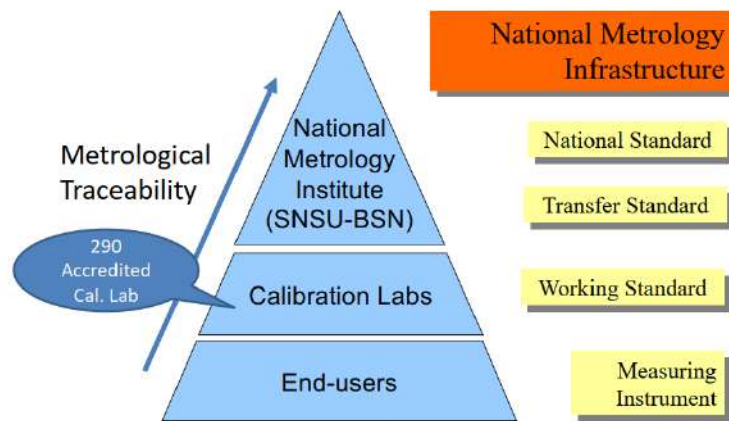 National Metrology
Infrastructure
National
Metrology
Institute
(SNSU-BSN)
National Standard
Metrological
Traceability
Transfer Standard
290
Accredited
Cal. Lab
Calibration Labs
Working Standard
End-users
Measuring
Instrument